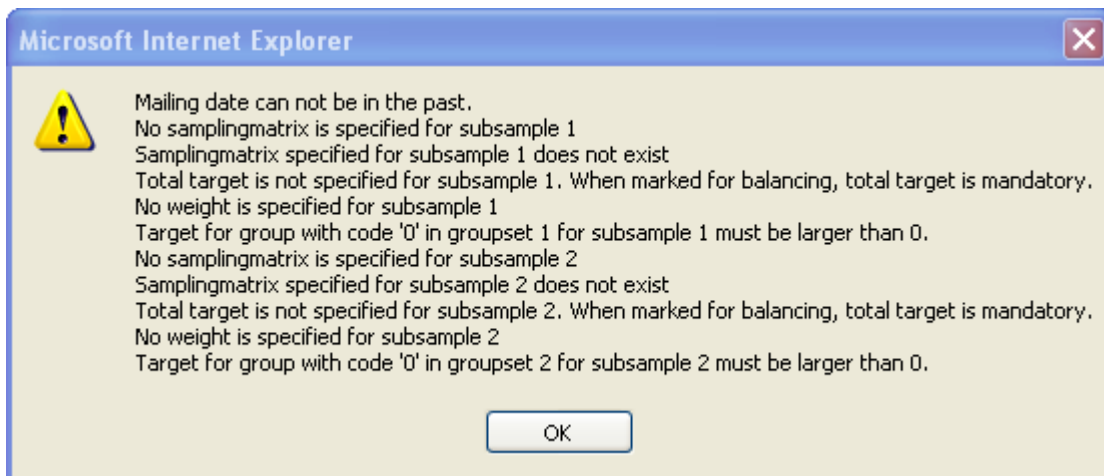 Microsoft Internet Explorer
Mailing date can not be in the past.
No samplingmatrix is specified for subsample 1
Samplingmatrix specified for subsample 1 does not exist
Total target is not specified for subsample 1. When marked for balancing, total target is mandatory.
No weight is specified for subsample 1
Target for group with code '0' in groupset 1 for subsample 1 must be larger than 0.
No samplingmatrix is specified for subsample 2
Samplingmatrix specified for subsample 2 does not exist
Total target is not specified for subsample 2. When marked for balancing, total target is mandatory.
No weight is specified for subsample 2
Target for group with code '0' in groupset 2 for subsample 2 must be larger than 0.
OK